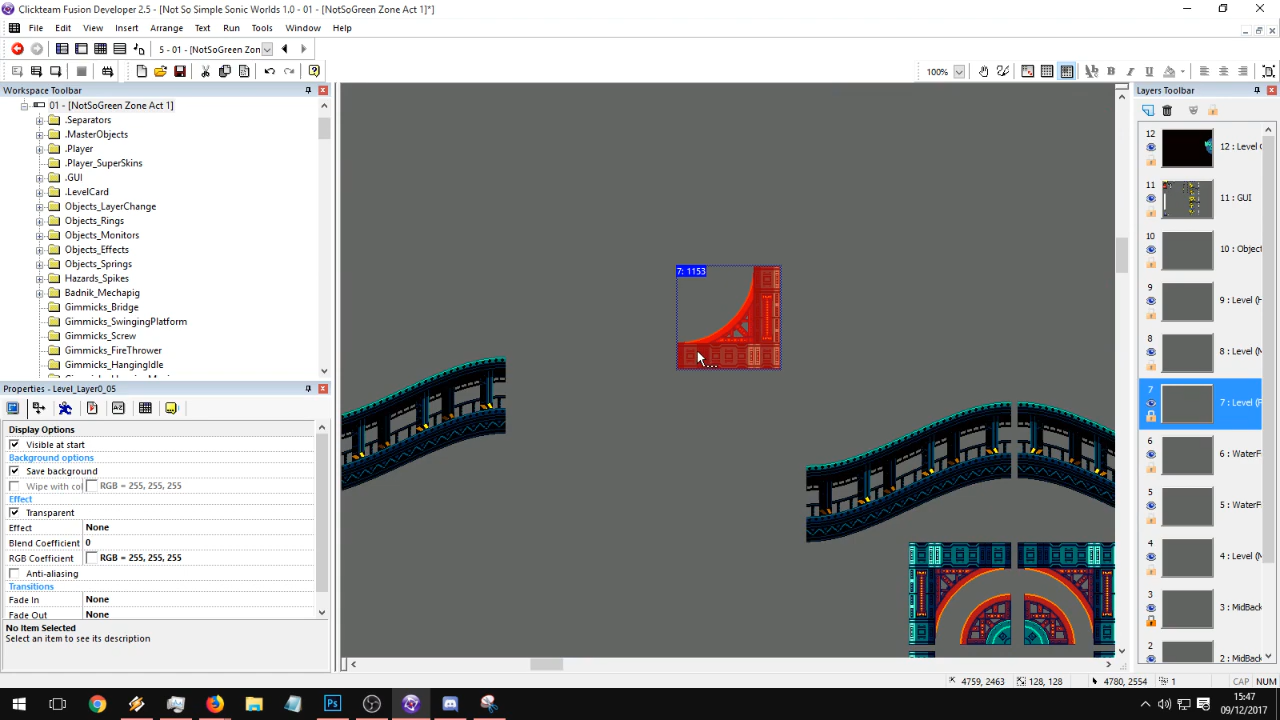 Clickteam Fusion Developer 2.5 - [Not So Simple Sonic Worlds 1.0 - 01 - [NotSoGreen Zone Act 1]*]
File Edit View Insert Arrange Text Run Tools Window Help
5 - 01 - [NotSoGreen Zon
100%
Workspace Toolbar
01 - [NotSoGreen Zone Act 1]
.Separators
.MasterObjects
.Player
.Player_SuperSkins
.GUI
.LevelCard
Objects_LayerChange
Objects_Rings
Objects_Monitors
Objects_Effects
Objects_Springs
Hazards_Spikes
Badnik_Mechapig
Gimmicks_Bridge
Gimmicks_SwingingPlatform
Gimmicks_Screw
Gimmicks_FireThrower
Gimmicks_HangingIdle
Properties - Level_Layer0_05
Display Options
Visible at start
Background options
Save background
Wipe with col RGB = 255, 255, 255
Effect
Transparent
Effect None
Blend Coefficient 0
RGB Coefficient RGB = 255, 255, 255
Anti-aliasing
Transitions
Fade In None
Fade Out None
No Item Selected
Select an item to see its description
7: 1153
Layers Toolbar
12
12 : Level (
11
11 : GUI
10
10 : Object
9
9 : Level (H
8
8 : Level (M
7
7 : Level (F
6
6 : WaterF
5
5 : WaterF
4
4 : Level (N
3
3 : MidBack
2
2 : MidBack
4759, 2463 128, 128 4780, 2554 1 CAP NUM
15:47
09/12/2017